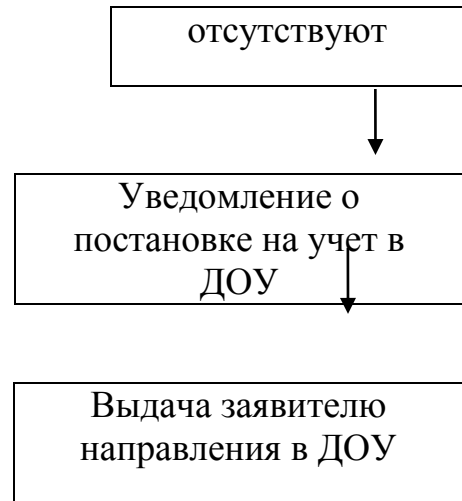 отсутствуют
Уведомление о
постановке на учет в
ДОУ
Выдача заявителю
направления в ДОУ